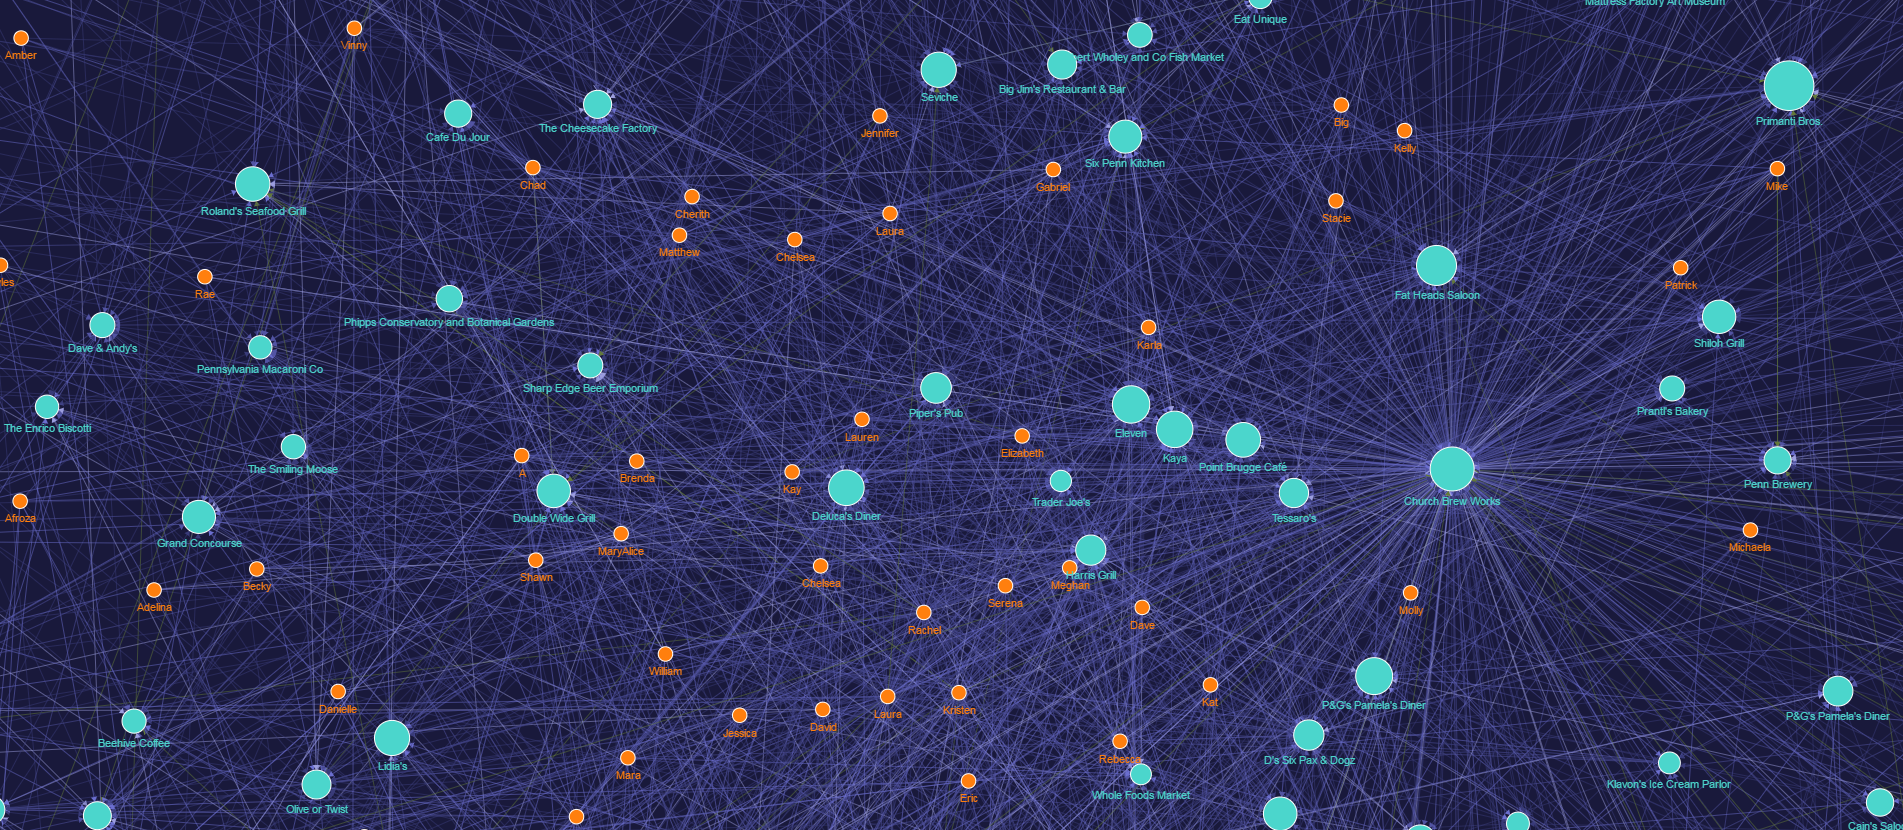 Mattress Factory Art Museum
Eat Unique
Vinny
Amber
ert Wholey and Co Fish Market
Big Jim's Restaurant & Bar
Seviche
Primanti Bros.
Big
The Cheesecake Factory
Jennifer
Cafe Du Jour
Kelly
Six Penn Kitchen
Chad
Gabriel
Mike
Roland's Seafood Grill
Cherith
Stacie
Laura
Matthew
Chelsea
les
Patrick
Rae
Fat Heads Saloon
Phipps Conservatory and Botanical Gardens
Shiloh Grill
Karla
Dave & Andy's
Pennsylvania Macaroni Co
Sharp Edge Beer Emporium
Piper's Pub
Prantl's Bakery
The Enrico Biscotti
Eleven
Lauren
Elizabeth
Kaya
Point Brugge Café
The Smiling Moose
A
Brenda
Kay
Penn Brewery
Trader Joe's
Church Brew Works
Afroza
Double Wide Grill
Deluca's Diner
Tessaro's
Grand Concourse
MaryAlice
Michaela
Harris Grill
Shawn
Chelsea
Becky
Meghan
Adelina
Serena
Molly
Rachel
Dave
William
Danielle
Laura
Kristen
Kat
P&G's Pamela's Diner
P&G's Pamela's Diner
David
Jessica
Beehive Coffee
Rebecca
D's Six Pax & Dogz
Lidia's
Mara
Klavon's Ice Cream Parlor
Whole Foods Market
Eric
Olive or Twist
Cain's Salo